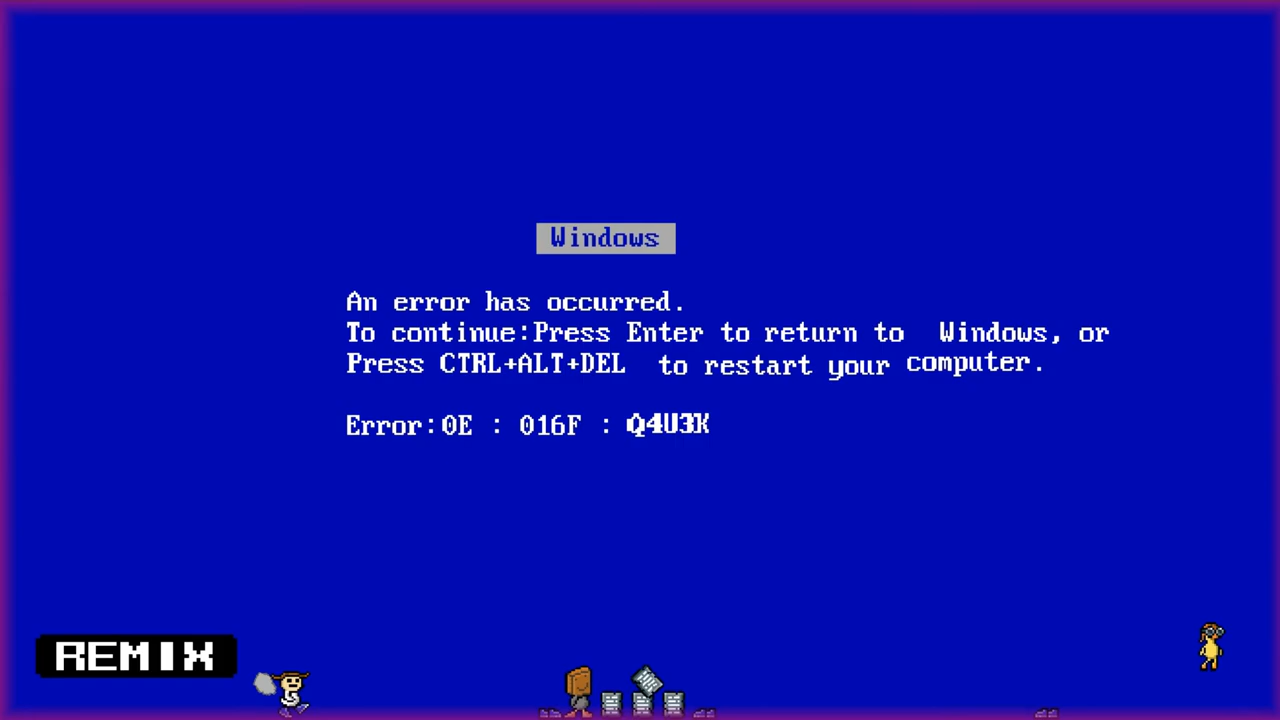 Windows
An error has occurred.
To continue:Press Enter to return to Windows, or
Press CTRL+ALT+DEL to restart your computer.
Error:0E : 016F : Q4U3K
REMIX